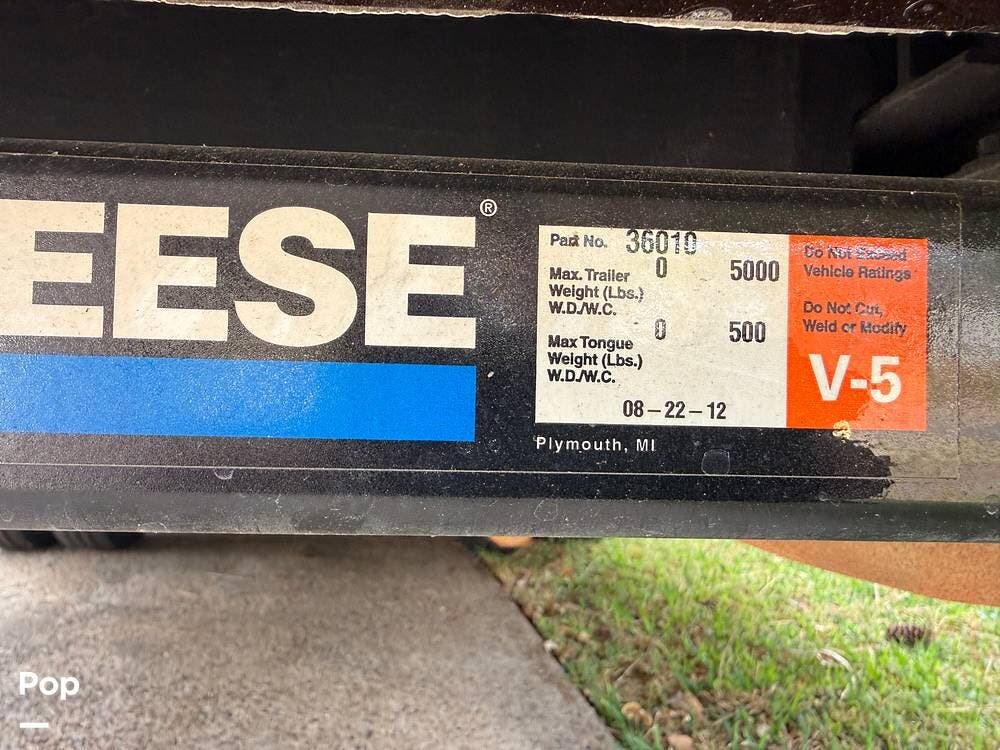 EESE®
Part No. 36010
0 5000
Max. Trailer
Weight (Lbs.)
W.D./W.C.
0 500
Max Tongue
Weight (Lbs.)
W.D./W.C.
08-22-12
Do Not Exceed
Vehicle Ratings
Do Not Cut,
Weld or Modify
V-5
Plymouth, MI
Pop